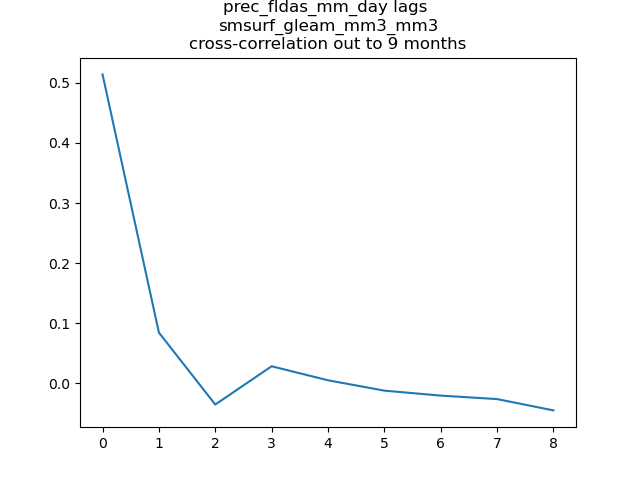 prec_fldas_mm_day lags
smsurf_gleam_mm3_mm3
cross-correlation out to 9 months
0.5
0.4
0.3
0.2
0.1
0.0
0 1 2 3 4 5 6 7 8